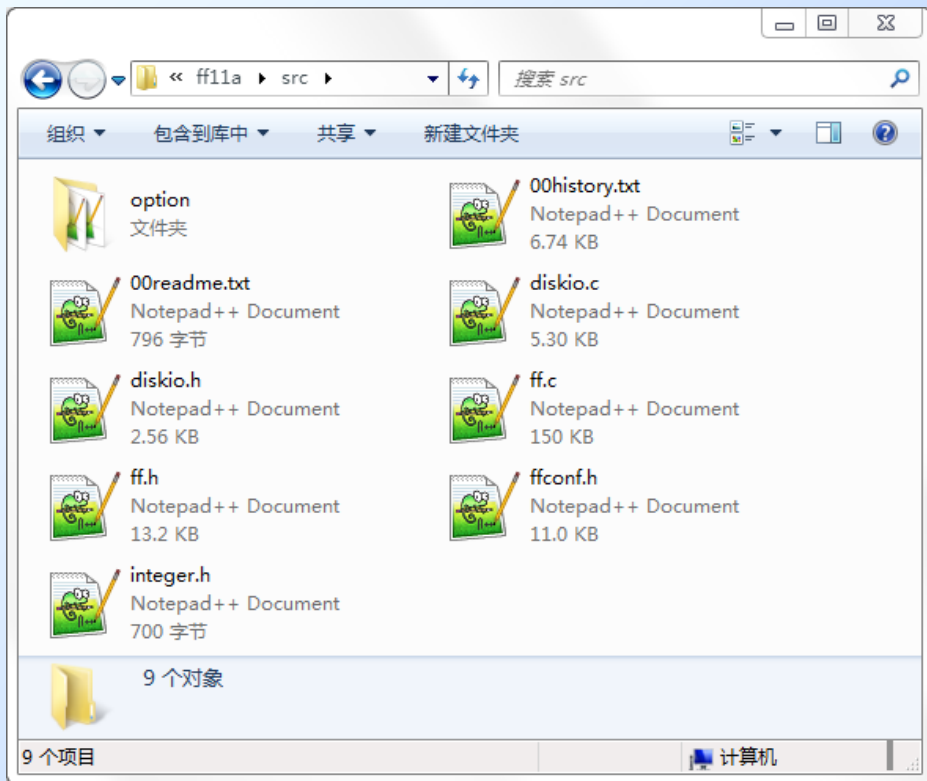 « ff11a ▸ src ▸
搜索 src
组织 包含到库中 共享 新建文件夹
option
文件夹
00history.txt
Notepad++ Document
6.74 KB
00readme.txt
Notepad++ Document
796 字节
diskio.c
Notepad++ Document
5.30 KB
diskio.h
Notepad++ Document
2.56 KB
ff.c
Notepad++ Document
150 KB
ff.h
Notepad++ Document
13.2 KB
ffconf.h
Notepad++ Document
11.0 KB
integer.h
Notepad++ Document
700 字节
9 个对象
9 个项目
计算机